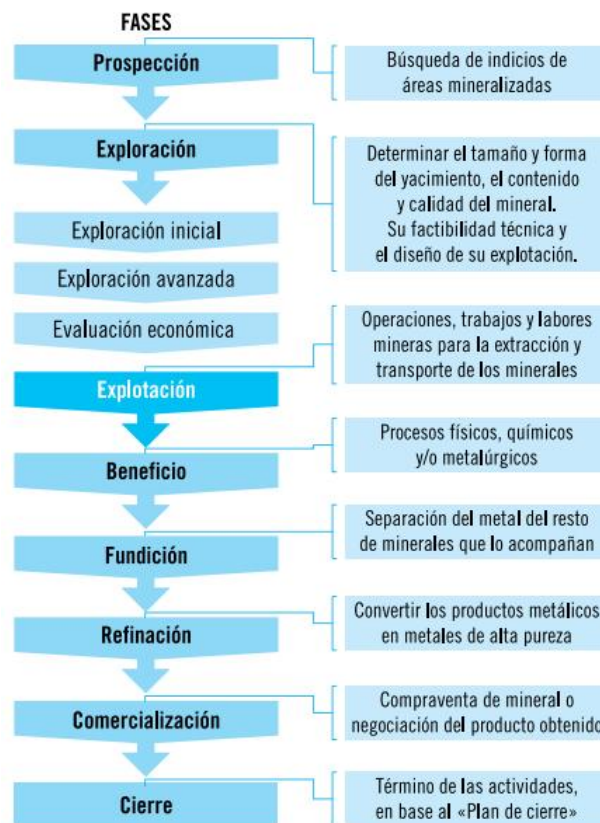 FASES
Prospección
Búsqueda de indicios de
áreas mineralizadas
Exploración
Determinar el tamaño y forma
del yacimiento, el contenido
y calidad del mineral.
Su factibilidad técnica y
el diseño de su explotación.
Exploración inicial
Exploración avanzada
Evaluación económica
Operaciones, trabajos y labores
mineras para la extracción y
transporte de los minerales
Explotación
Procesos físicos, químicos
y/o metalúrgicos
Beneficio
Separación del metal del resto
de minerales que lo acompañan
Fundición
Convertir los productos metálicos
en metales de alta pureza
Refinación
Compraventa de mineral o
negociación del producto obtenido
Comercialización
Término de las actividades,
en base al «Plan de cierre»
Cierre